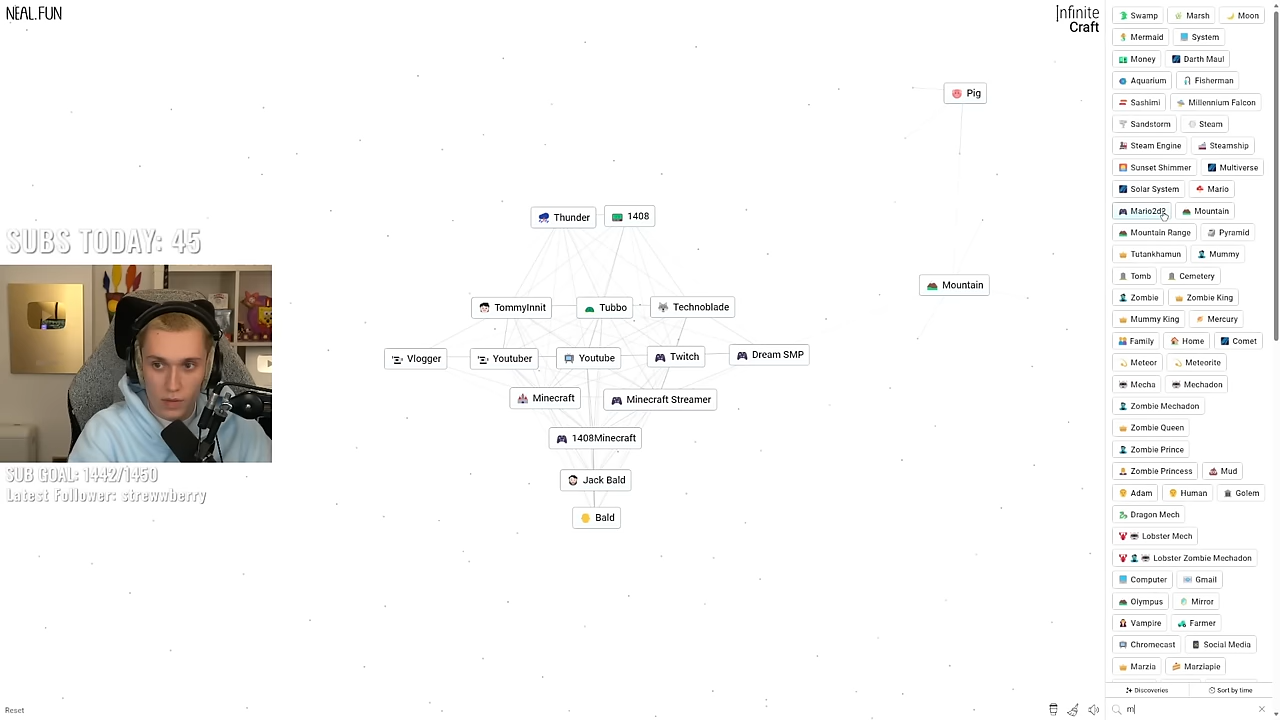 NEAL.FUN
Infinite
Craft
Pig
Thunder
1408
SUBS TODAY: 45
Mountain
TommyInnit
Tubbo
Technoblade
Vlogger
Youtuber
Youtube
Twitch
Dream SMP
Minecraft
Minecraft Streamer
1408Minecraft
Jack Bald
Bald
SUB GOAL: 1442/1450
Latest Follower: strewwberry
Reset
Swamp Marsh Moon
Mermaid System
Money Darth Maul
Aquarium Fisherman
Sashimi Millennium Falcon
Sandstorm Steam
Steam Engine Steamship
Sunset Shimmer Multiverse
Solar System Mario
Mountain
Mountain Range Pyramid
Tutankhamun Mummy
Tomb Cemetery
Zombie Zombie King
Mummy King Mercury
Family Home Comet
Meteor Meteorite
Mecha Mechadon
Zombie Mechadon
Zombie Queen
Zombie Prince
Zombie Princess Mud
Adam Human Golem
Dragon Mech
Lobster Mech
Lobster Zombie Mechadon
Computer Gmail
Olympus Mirror
Vampire Farmer
Chromecast Social Media
Marzia Marziapie
Discoveries Sort by time
m